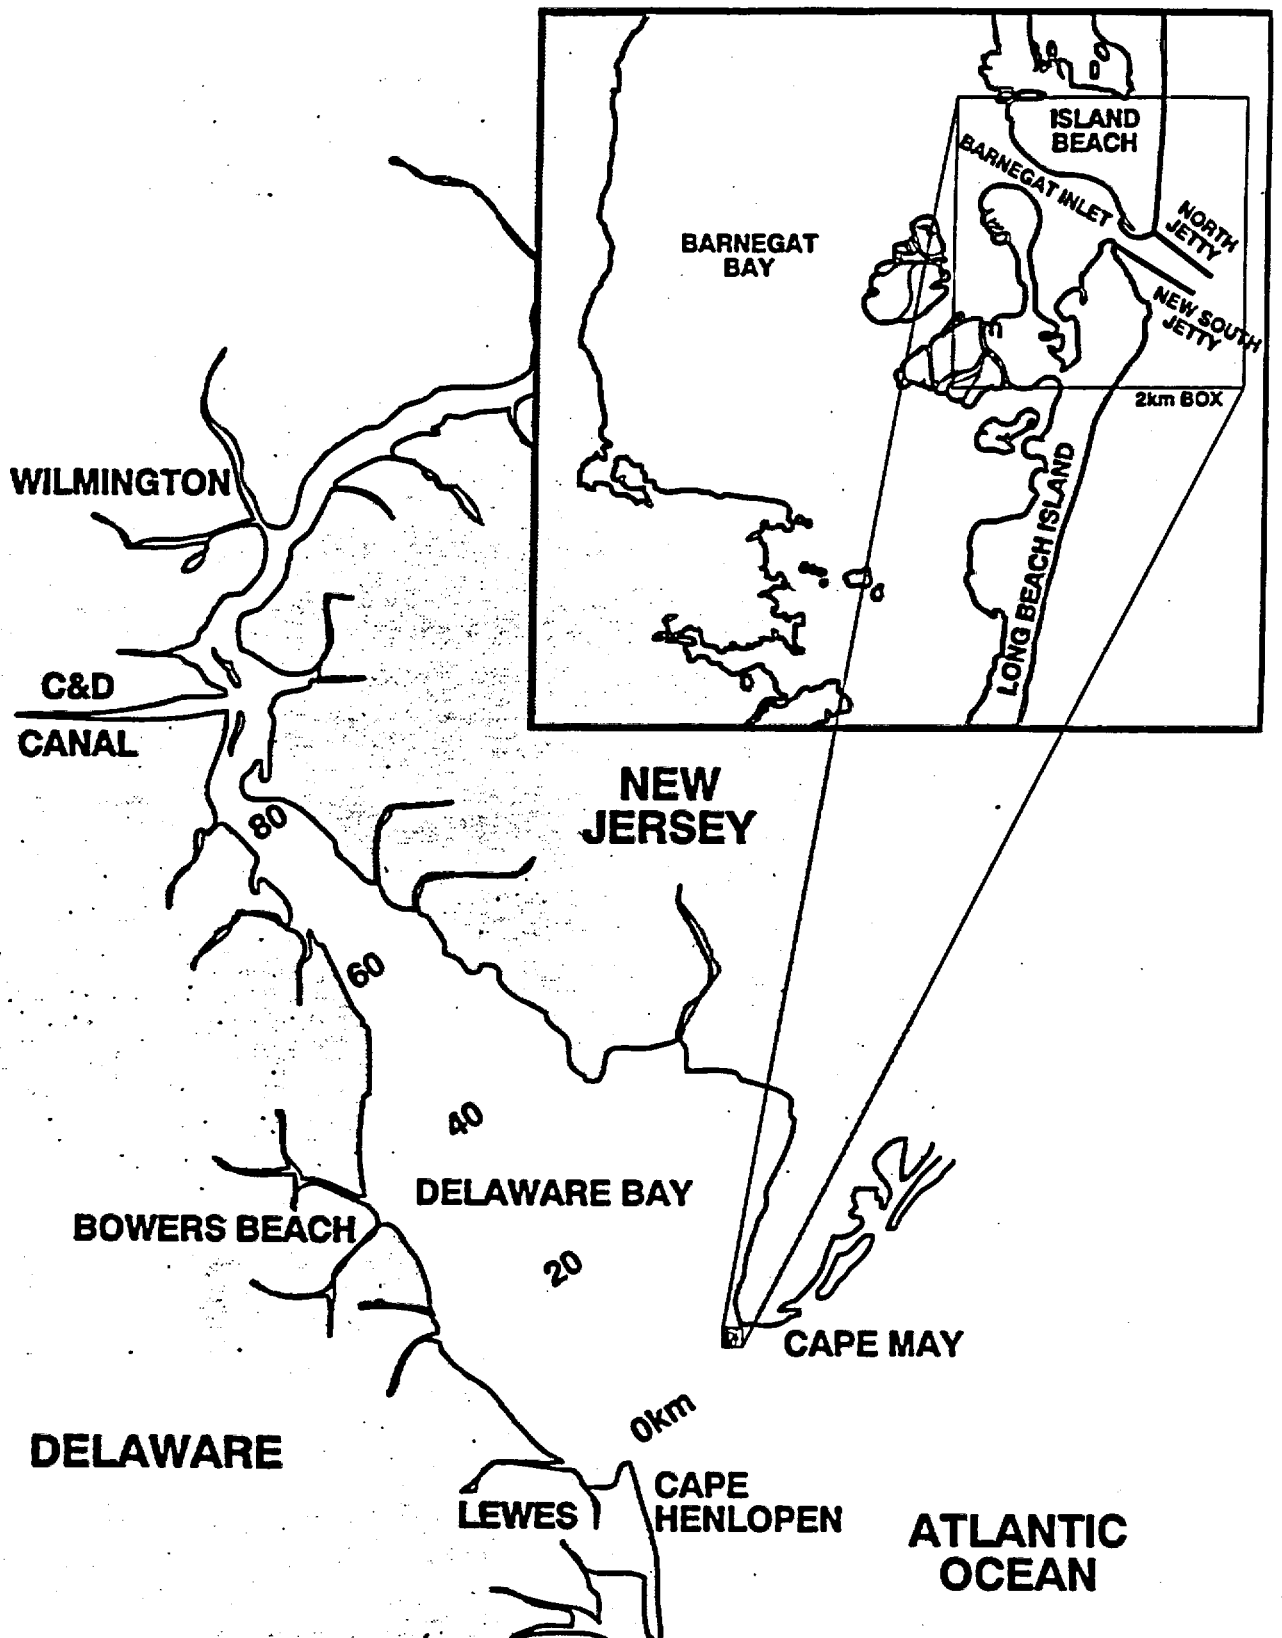 ISLAND
BEACH
BARNEGAT INLET
NORTH
JETTY
BARNEGAT
BAY
NEW SOUTH
JETTY
2km BOX
LONG BEACH ISLAND
WILMINGTON
C&D
CANAL
NEW
JERSEY
80
60
40
DELAWARE BAY
BOWERS BEACH
20
CAPE MAY
0km
DELAWARE
CAPE
HENLOPEN
LEWES
ATLANTIC
OCEAN